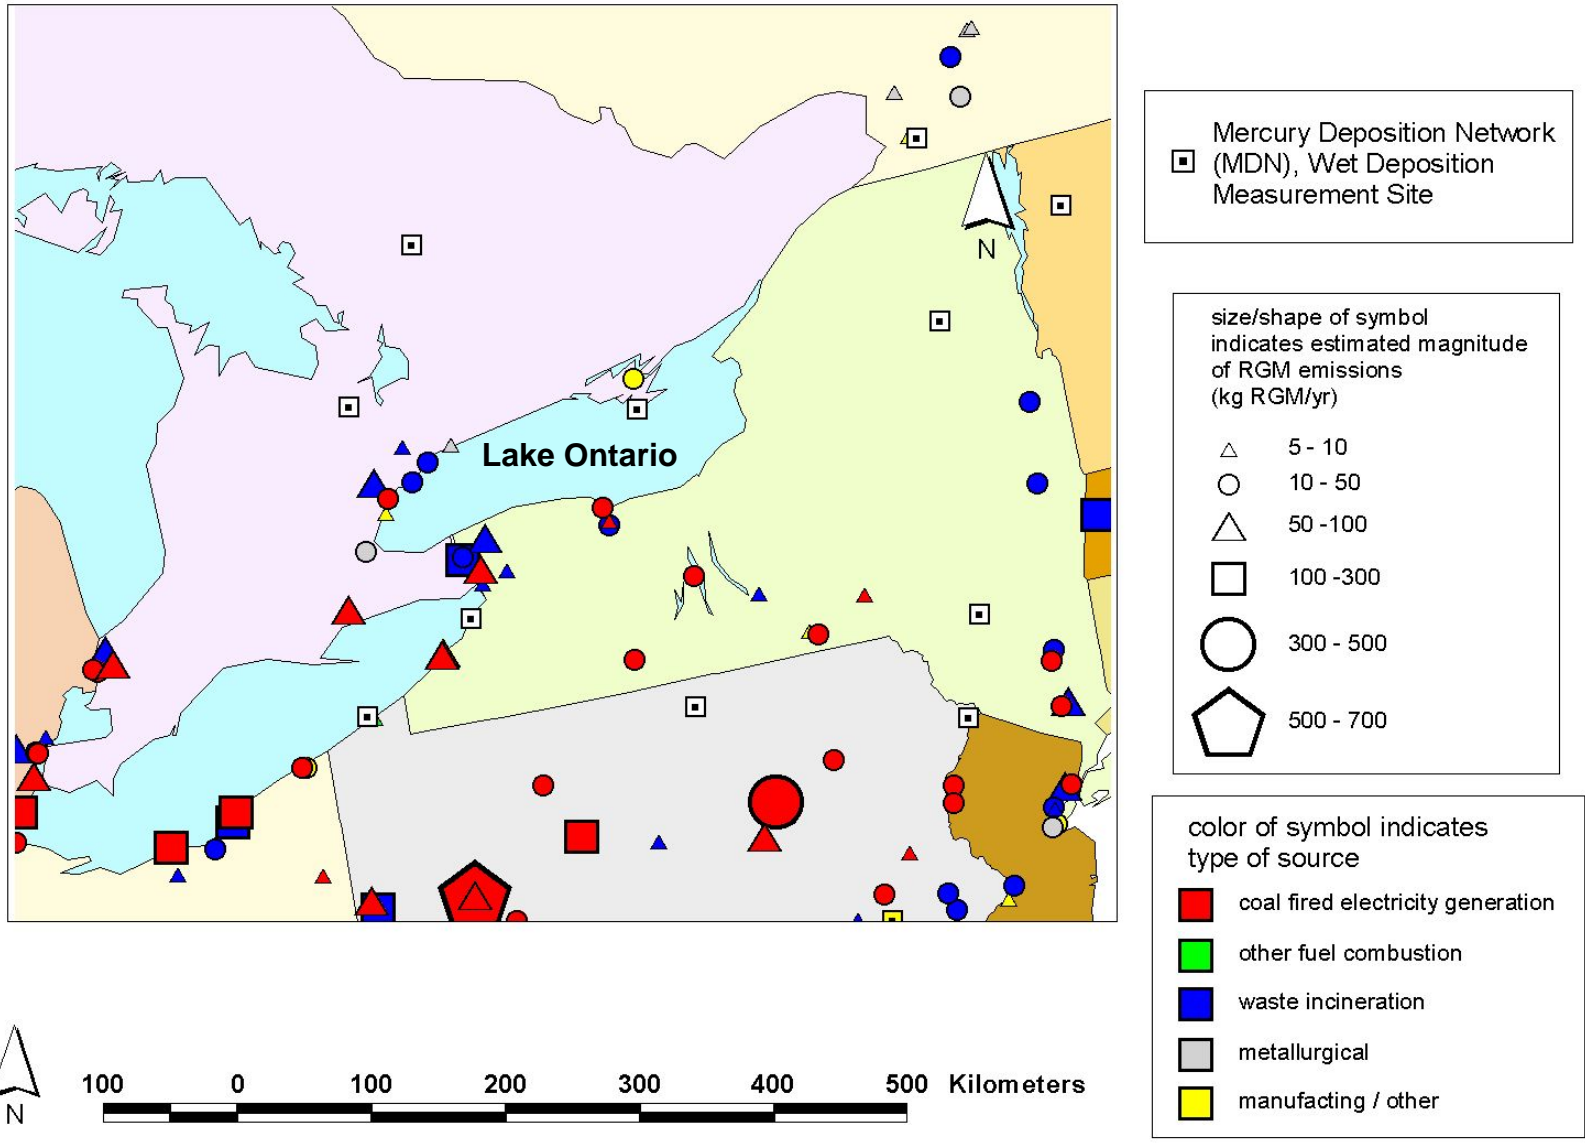 N
Lake Ontario
Mercury Deposition Network
(MDN), Wet Deposition
Measurement Site
size/shape of symbol
indicates estimated magnitude
of RGM emissions
(kg RGM/yr)
5 - 10
10 - 50
50 -100
100 -300
300 - 500
500 - 700
color of symbol indicates
type of source
coal fired electricity generation
other fuel combustion
waste incineration
metallurgical
manufacting / other
N
100 0 100 200 300 400 500 Kilometers